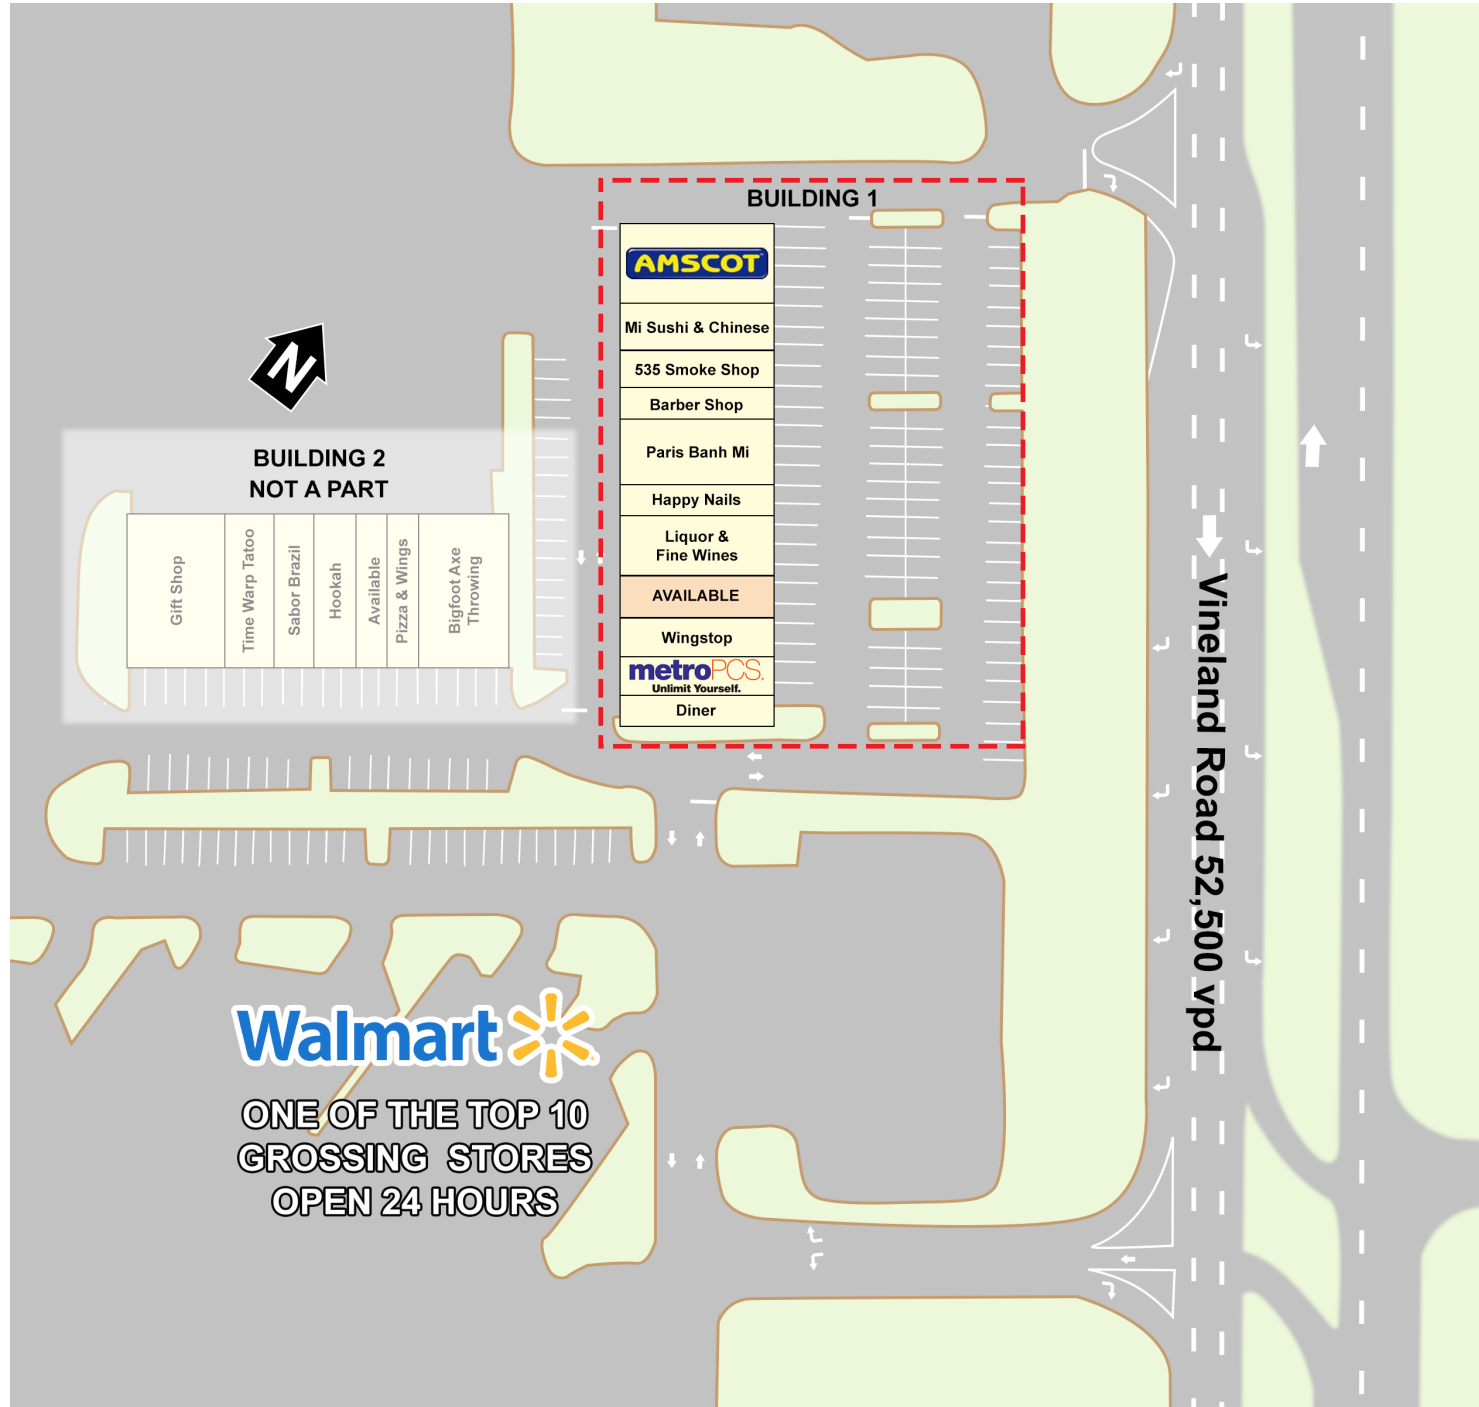 BUILDING 1
AMSCOT
Mi Sushi & Chinese
535 Smoke Shop
Barber Shop
Paris Banh Mi
Happy Nails
Liquor &
Fine Wines
AVAILABLE
Wingstop
metroPCS.
Unlimit Yourself.
Diner
N
BUILDING 2
NOT A PART
Gift Shop
Time Warp Tatoo
Sabor Brazil
Hookah
Available
Pizza & Wings
Bigfoot Axe
Throwing
Vineland Road 52,500 vpd
Walmart
ONE OF THE TOP 10
GROSSING STORES
OPEN 24 HOURS